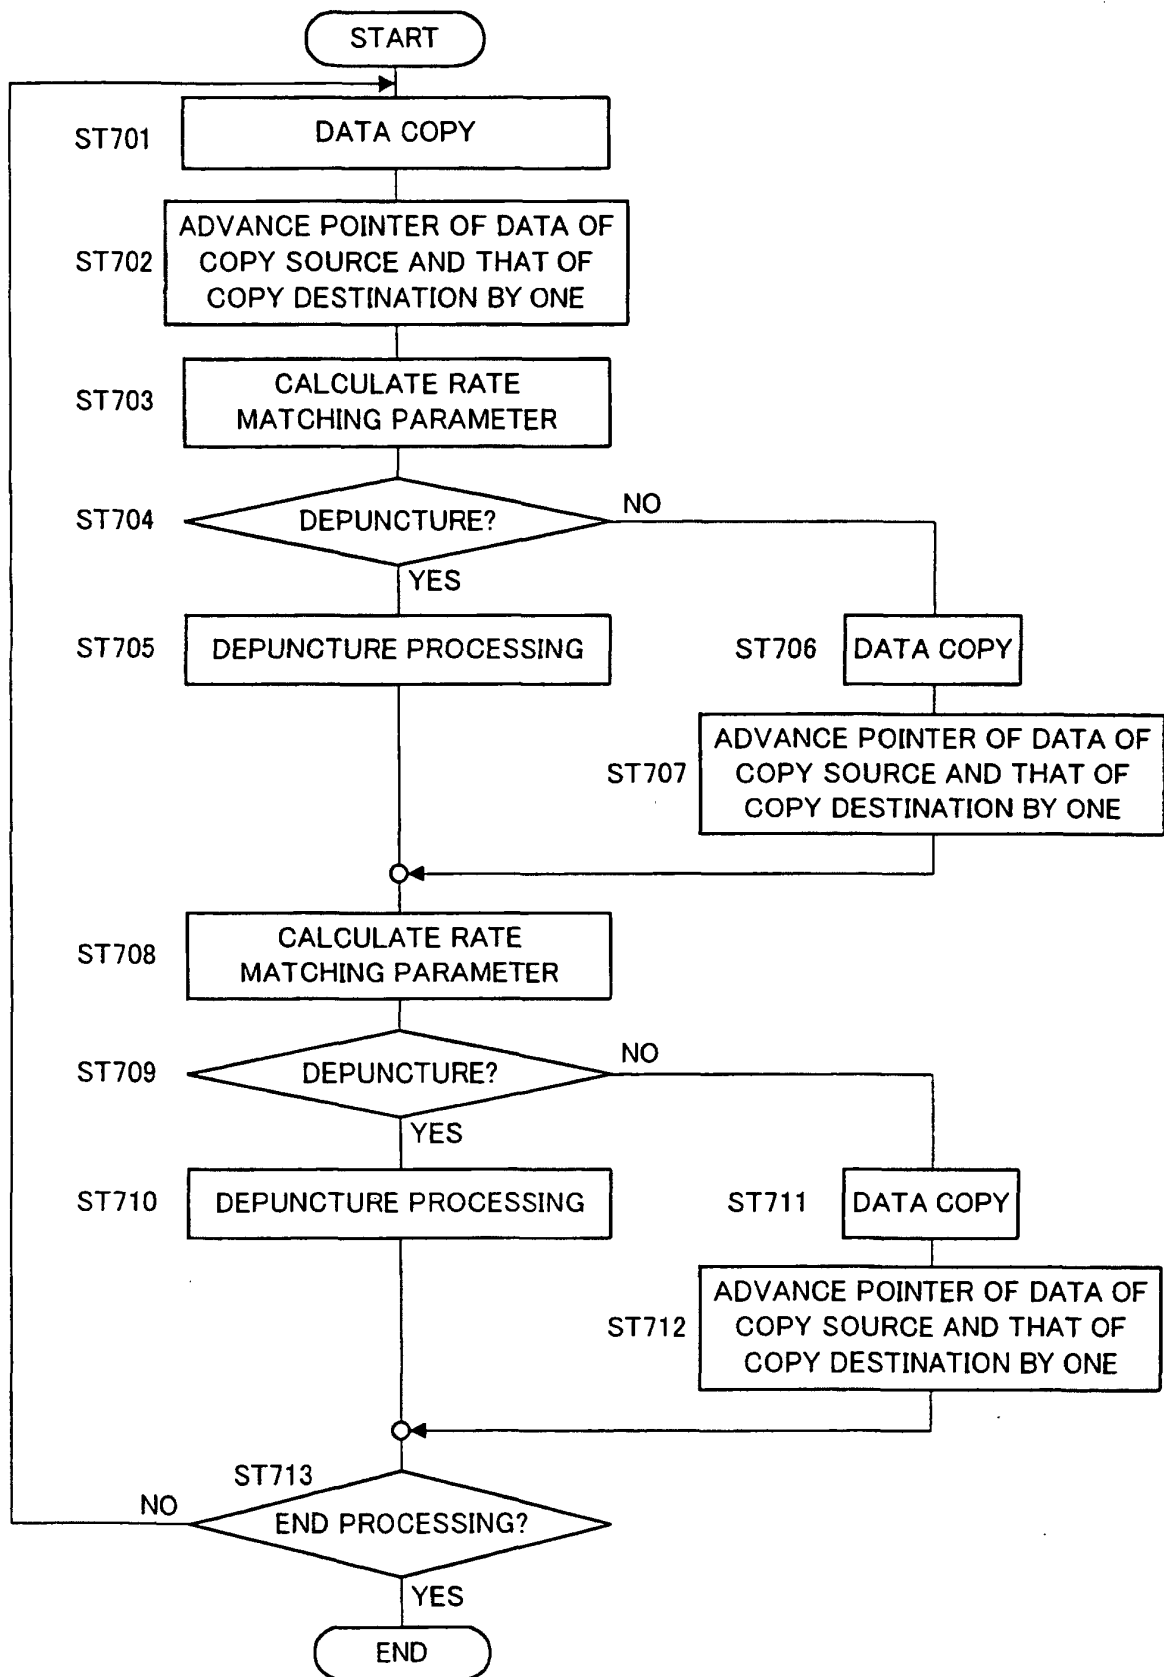 START
ST701
DATA COPY
ST702
ADVANCE POINTER OF DATA OF
COPY SOURCE AND THAT OF
COPY DESTINATION BY ONE
ST703
CALCULATE RATE
MATCHING PARAMETER
ST704
DEPUNCTURE?
NO
YES
ST705
DEPUNCTURE PROCESSING
ST706
DATA COPY
ST707
ADVANCE POINTER OF DATA OF
COPY SOURCE AND THAT OF
COPY DESTINATION BY ONE
ST708
CALCULATE RATE
MATCHING PARAMETER
ST709
DEPUNCTURE?
NO
YES
ST710
DEPUNCTURE PROCESSING
ST711
DATA COPY
ST712
ADVANCE POINTER OF DATA OF
COPY SOURCE AND THAT OF
COPY DESTINATION BY ONE
ST713
NO
END PROCESSING?
YES
END